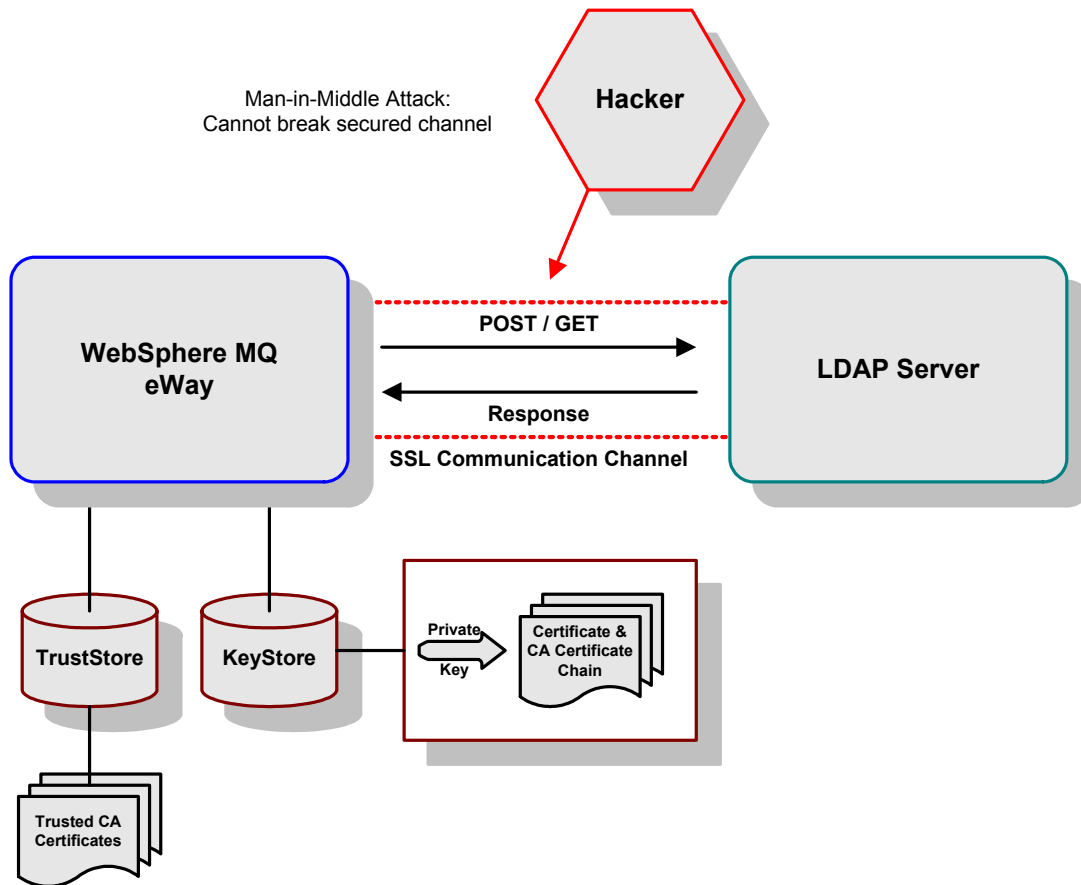 Man-in-Middle Attack:
Cannot break secured channel
Hacker
WebSphere MQ
eWay
POST / GET
Response
SSL Communication Channel
LDAP Server
TrustStore
KeyStore
Private
Key
Certificate &
CA Certificate
Chain
Trusted CA
Certificates